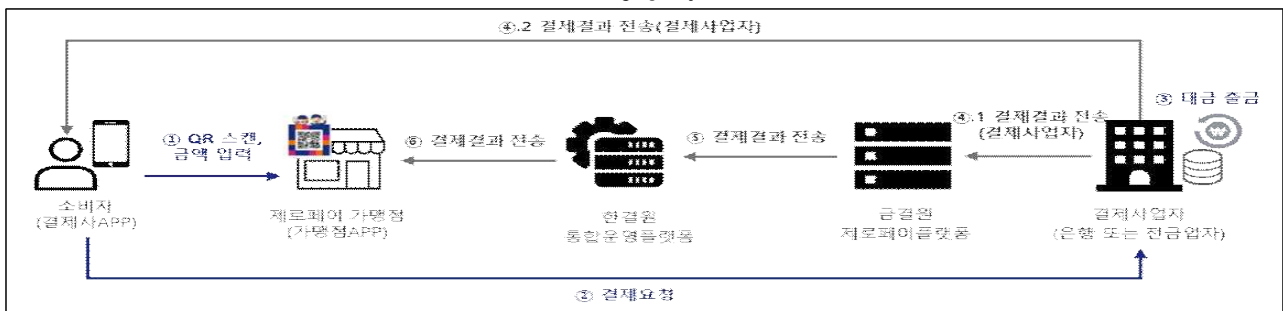 ④.2 결제결과 전송(결제사업자)
③ 대금 출금
① QR 스캔,
금액 입력
⑥ 결제결과 전송
⑤ 결제결과 전송
④.1 결제결과 전송
(결제사업자)
소비자
(결제사APP)
제로페이 가맹점
(가맹점APP)
한결원
통합운영플랫폼
금결원
제로페이플랫폼
결제사업자
(은행 또는 전금업자)
② 결제요청